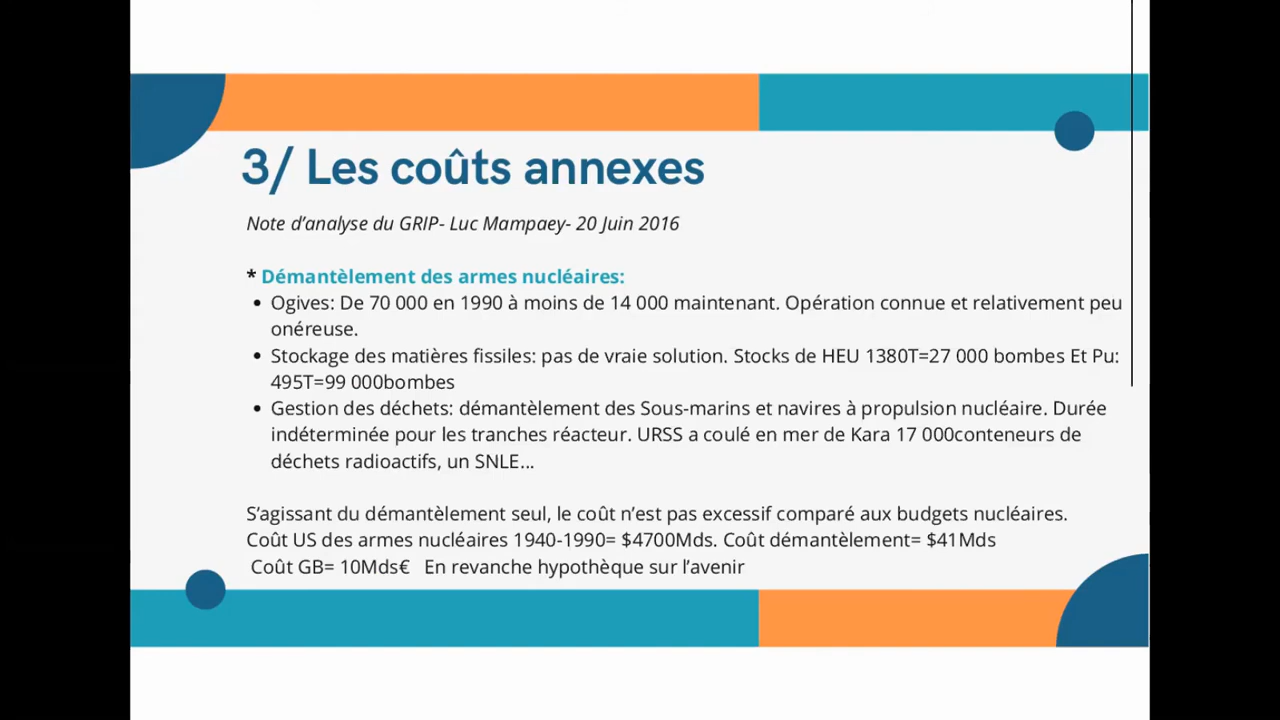 3/ Les coûts annexes
Note d’analyse du GRIP- Luc Mampaey- 20 Juin 2016
* Démantèlement des armes nucléaires:
• Ogives: De 70 000 en 1990 à moins de 14 000 maintenant. Opération connue et relativement peu
onéreuse.
• Stockage des matières fissiles: pas de vraie solution. Stocks de HEU 1380T=27 000 bombes Et Pu:
495T=99 000bombes
• Gestion des déchets: démantèlement des Sous-marins et navires à propulsion nucléaire. Durée
indéterminée pour les tranches réacteur. URSS a coulé en mer de Kara 17 000conteneurs de
déchets radioactifs, un SNLE...
S’agissant du démantèlement seul, le coût n’est pas excessif comparé aux budgets nucléaires.
Coût US des armes nucléaires 1940-1990= $4700Mds. Coût démantèlement= $41Mds
Coût GB= 10Mds€ En revanche hypothèque sur l’avenir